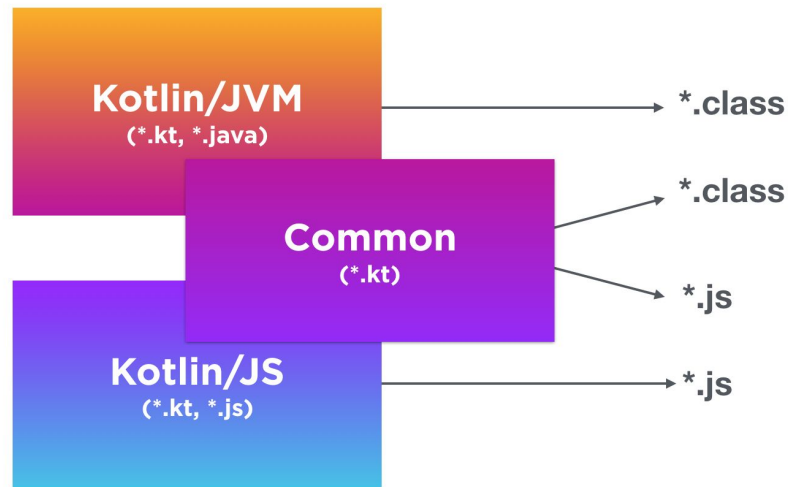 Kotlin/JVM
(*.kt, *.java)
*.class
*.class
Common
(*.kt)
*.js
Kotlin/JS
(*.kt, *.js)
*.js